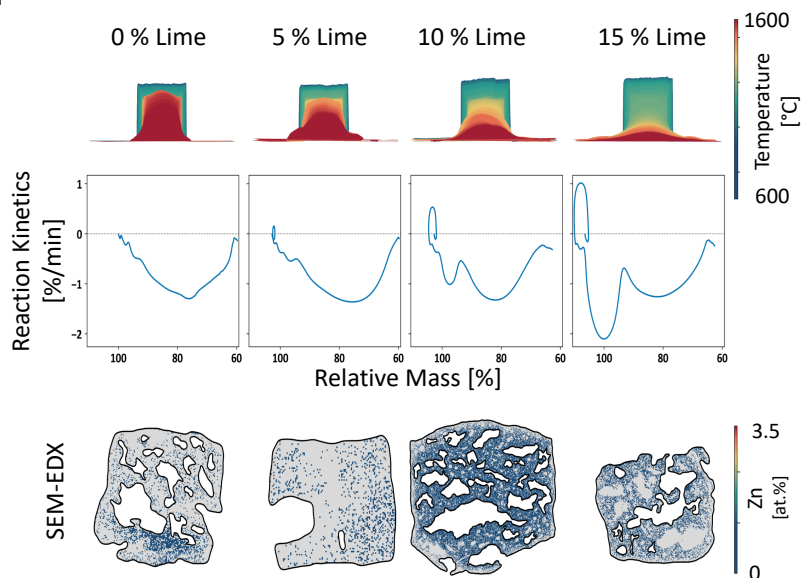 0 % Lime
5 % Lime
10 % Lime
15 % Lime
1600
Temperature
[°C]
600
Reaction Kinetics
[%/min]
1
0
−1
−2
100
80
60
100
80
60
100
80
60
100
80
60
Relative Mass [%]
SEM-EDX
3.5
Zn
[at.%]
0